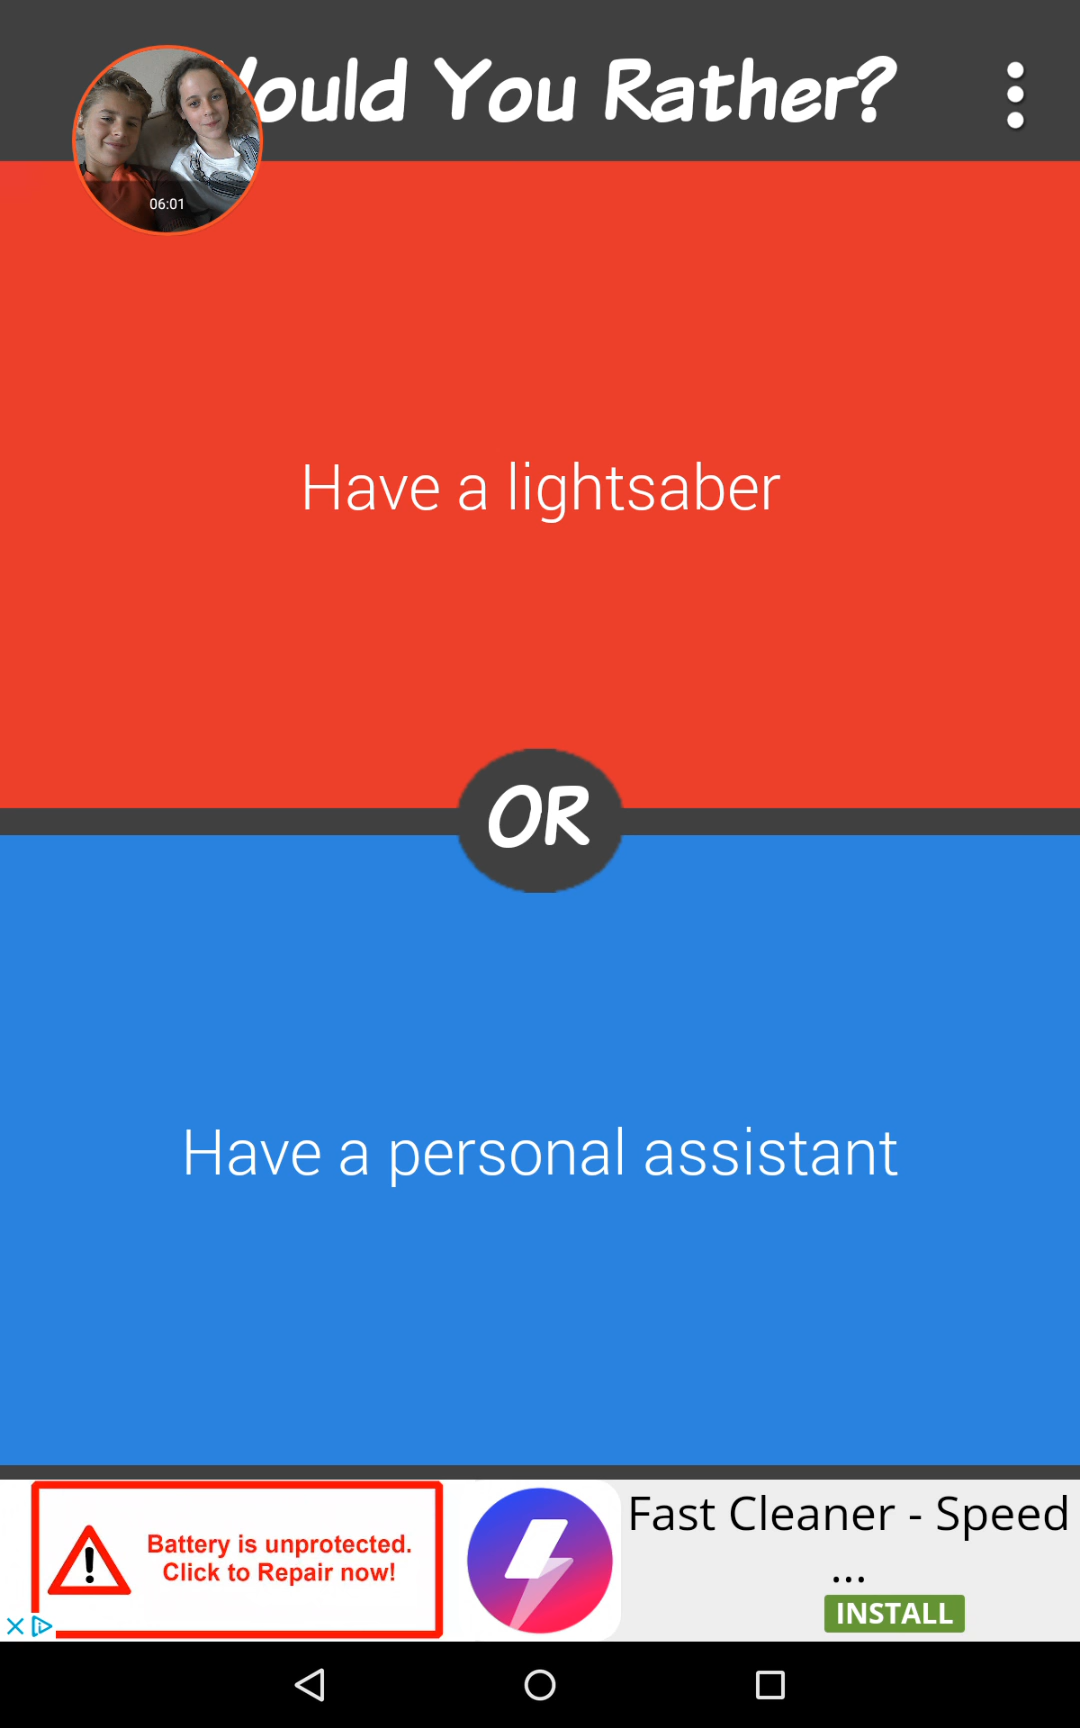 Would You Rather?
06:01
Have a lightsaber
OR
Have a personal assistant
Battery is unprotected.
Click to Repair now!
Fast Cleaner - Speed
...
INSTALL